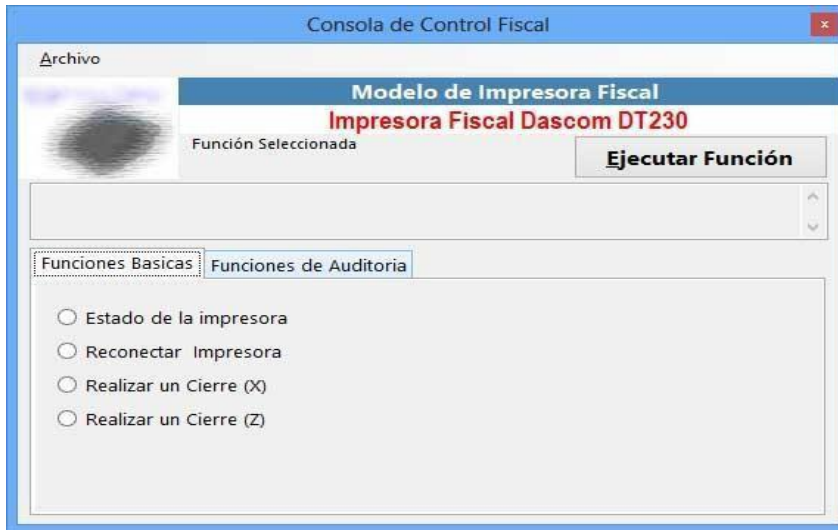 Consola de Control Fiscal
x
Archivo
Modelo de Impresora Fiscal
Impresora Fiscal Dascom DT230
Función Seleccionada
Ejecutar Función
Funciones Basicas
Funciones de Auditoria
Estado de la impresora
Reconectar Impresora
Realizar un Cierre (X)
Realizar un Cierre (Z)